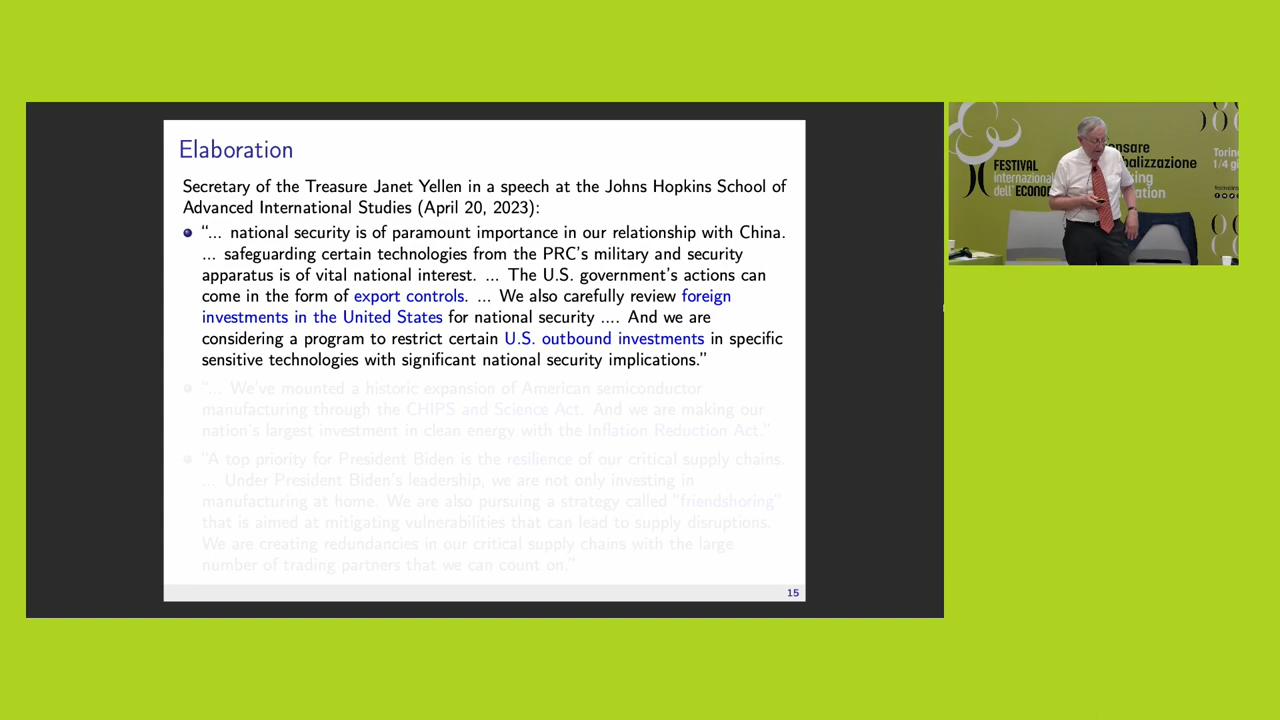 Elaboration
Secretary of the Treasure Janet Yellen in a speech at the Johns Hopkins School of
Advanced International Studies (April 20, 2023):
“... national security is of paramount importance in our relationship with China.
... safeguarding certain technologies from the PRC’s military and security
apparatus is of vital national interest. ... The U.S. government’s actions can
come in the form of export controls. ... We also carefully review foreign
investments in the United States for national security .... And we are
considering a program to restrict certain U.S. outbound investments in specific
sensitive technologies with significant national security implications.”
“... We’ve mounted a historic expansion of American semiconductor
manufacturing through the CHIPS and Science Act. And we are making our
nation’s largest investment in clean energy with the Inflation Reduction Act.”
“A top priority for President Biden is the resilience of our critical supply chains.
... Under President Biden’s leadership, we are not only investing in
manufacturing at home. We are also pursuing a strategy called “friendshoring”
that is aimed at mitigating vulnerabilities that can lead to supply disruptions.
We are creating redundancies in our critical supply chains with the large
number of trading partners that we can count on.”
15
FESTIVAL
internazional
dell’ECONO
ensare
balizzazione
Torino
1/4 gi